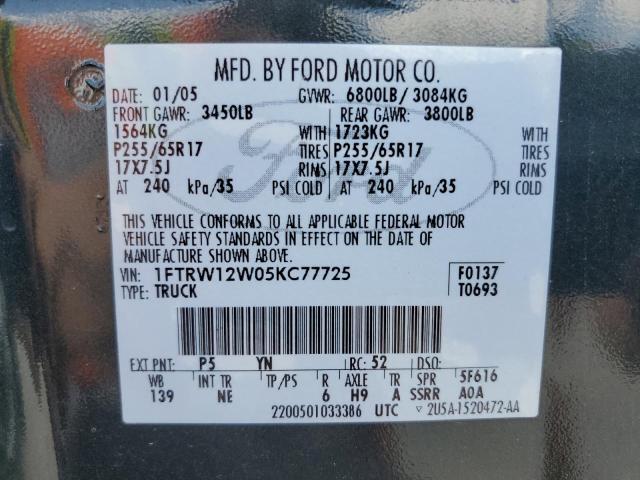 MFD. BY FORD MOTOR CO.
DATE: 01/05 GVWR: 6800LB/ 3084KG
FRONT GAWR: 3450LB REAR GAWR: 3800LB
1564KG WITH 1723KG WITH
P255/65R17 TIRES P255/65R17 TIRES
17X7.5J RIMS 17X7.5J RIMS
AT 240 kPa/35 PSI COLD AT 240 kPa/35 PSI COLD
Ford
THIS VEHICLE CONFORMS TO ALL APPLICABLE FEDERAL MOTOR
VEHICLE SAFETY STANDARDS IN EFFECT ON THE DATE OF
MANUFACTURE SHOWN ABOVE.
VIN: 1FTRW12W05KC77725 F0137
TYPE: TRUCK T0693
EXT PNT: P5 YN RC: 52 DSO:
WB INT TR TP/PS R AXLE TR SPR 5F616
139 NE 6 H9 A SSRR A0A
2200501033386 UTC 2U5A-1520472-AA